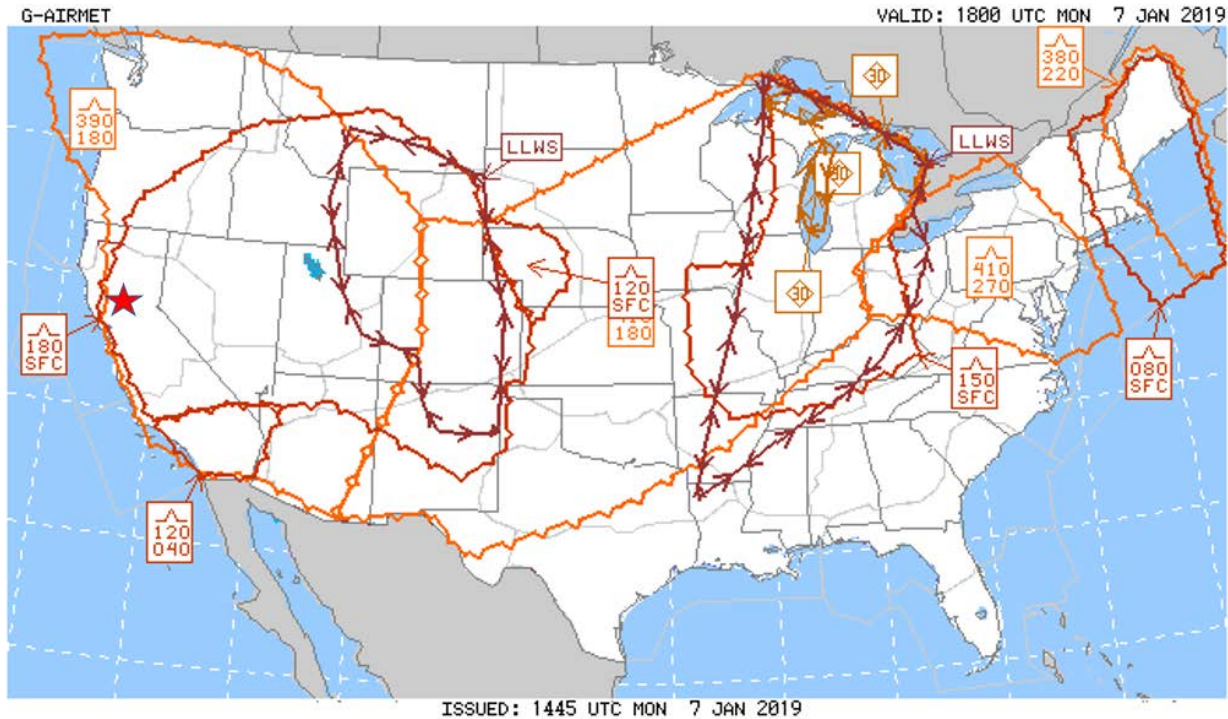 G-AIRMET
VALID: 1800 UTC MON 7 JAN 2019
380
220
30
390
180
LLWS
LLWS
30
410
270
120
SFC
180
30
180
SFC
150
SFC
080
SFC
120
040
ISSUED: 1445 UTC MON 7 JAN 2019